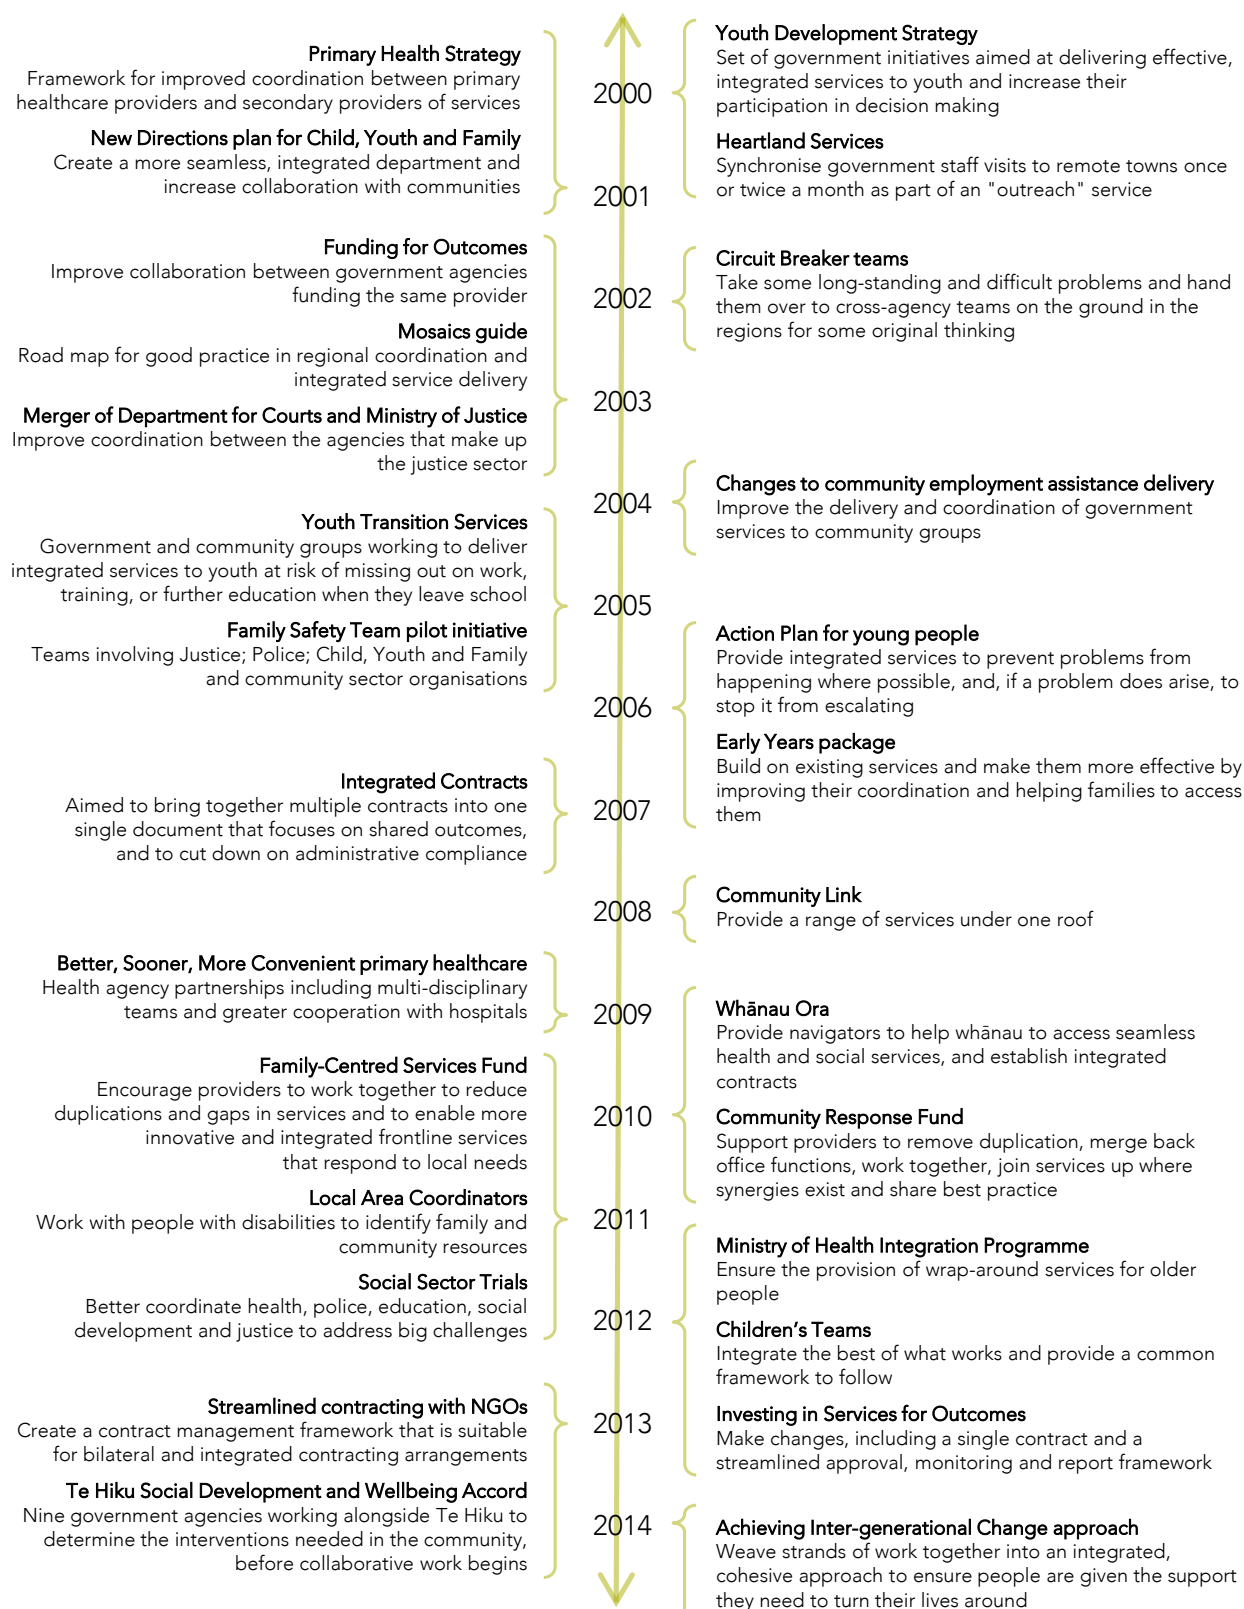 Primary Health Strategy
Framework for improved coordination between primary
healthcare providers and secondary providers of services
New Directions plan for Child, Youth and Family
Create a more seamless, integrated department and
increase collaboration with communities
Funding for Outcomes
Improve collaboration between government agencies
funding the same provider
Mosaics guide
Road map for good practice in regional coordination and
integrated service delivery
Merger of Department for Courts and Ministry of Justice
Improve coordination between the agencies that make up
the justice sector
Youth Transition Services
Government and community groups working to deliver
integrated services to youth at risk of missing out on work,
training, or further education when they leave school
Family Safety Team pilot initiative
Teams involving Justice; Police; Child, Youth and Family
and community sector organisations
Integrated Contracts
Aimed to bring together multiple contracts into one
single document that focuses on shared outcomes,
and to cut down on administrative compliance
Better, Sooner, More Convenient primary healthcare
Health agency partnerships including multi-disciplinary
teams and greater cooperation with hospitals
Family-Centred Services Fund
Encourage providers to work together to reduce
duplications and gaps in services and to enable more
innovative and integrated frontline services
that respond to local needs
Local Area Coordinators
Work with people with disabilities to identify family and
community resources
Social Sector Trials
Better coordinate health, police, education, social
development and justice to address big challenges
Streamlined contracting with NGOs
Create a contract management framework that is suitable
for bilateral and integrated contracting arrangements
Te Hiku Social Development and Wellbeing Accord
Nine government agencies working alongside Te Hiku to
determine the interventions needed in the community,
before collaborative work begins
2000
2001
2002
2003
2004
2005
2006
2007
2008
2009
2010
2011
2012
2013
2014
Youth Development Strategy
Set of government initiatives aimed at delivering effective,
integrated services to youth and increase their
participation in decision making
Heartland Services
Synchronise government staff visits to remote towns once
or twice a month as part of an "outreach" service
Circuit Breaker teams
Take some long-standing and difficult problems and hand
them over to cross-agency teams on the ground in the
regions for some original thinking
Changes to community employment assistance delivery
Improve the delivery and coordination of government
services to community groups
Action Plan for young people
Provide integrated services to prevent problems from
happening where possible, and, if a problem does arise, to
stop it from escalating
Early Years package
Build on existing services and make them more effective by
improving their coordination and helping families to access
them
Community Link
Provide a range of services under one roof
Whānau Ora
Provide navigators to help whānau to access seamless
health and social services, and establish integrated
contracts
Community Response Fund
Support providers to remove duplication, merge back
office functions, work together, join services up where
synergies exist and share best practice
Ministry of Health Integration Programme
Ensure the provision of wrap-around services for older
people
Children's Teams
Integrate the best of what works and provide a common
framework to follow
Investing in Services for Outcomes
Make changes, including a single contract and a
streamlined approval, monitoring and report framework
Achieving Inter-generational Change approach
Weave strands of work together into an integrated,
cohesive approach to ensure people are given the support
they need to turn their lives around